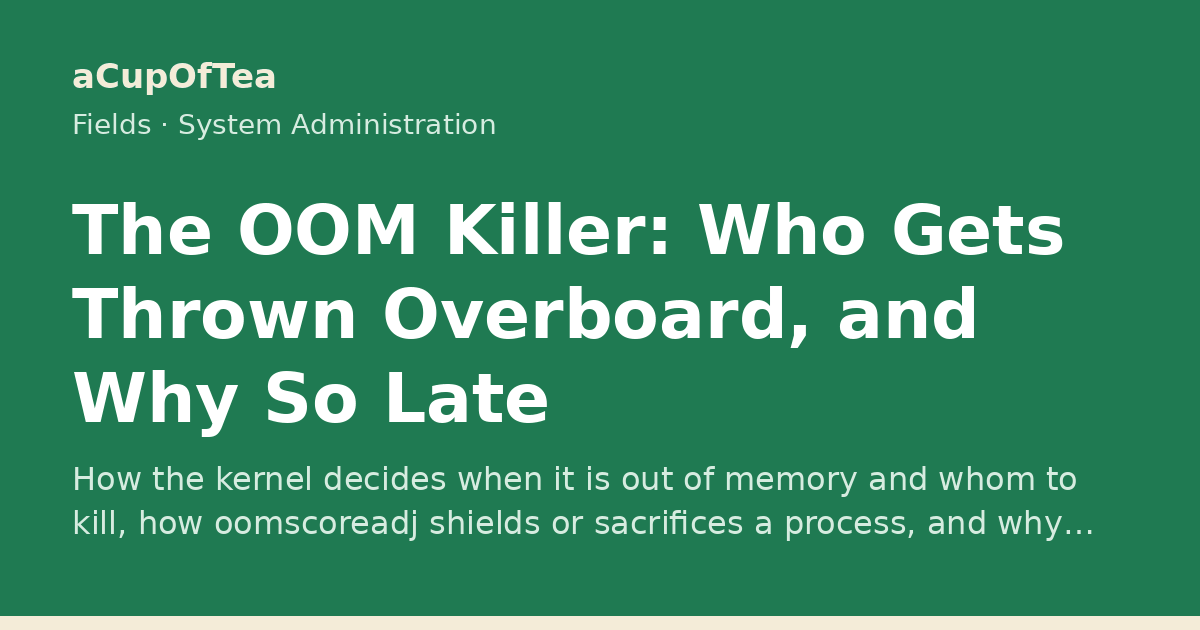 aCupOfTea
Fields · System Administration
The OOM Killer: Who Gets
Thrown Overboard, and
Why So Late
How the kernel decides when it is out of memory and whom to
kill, how oomscoreadj shields or sacrifices a process, and why…